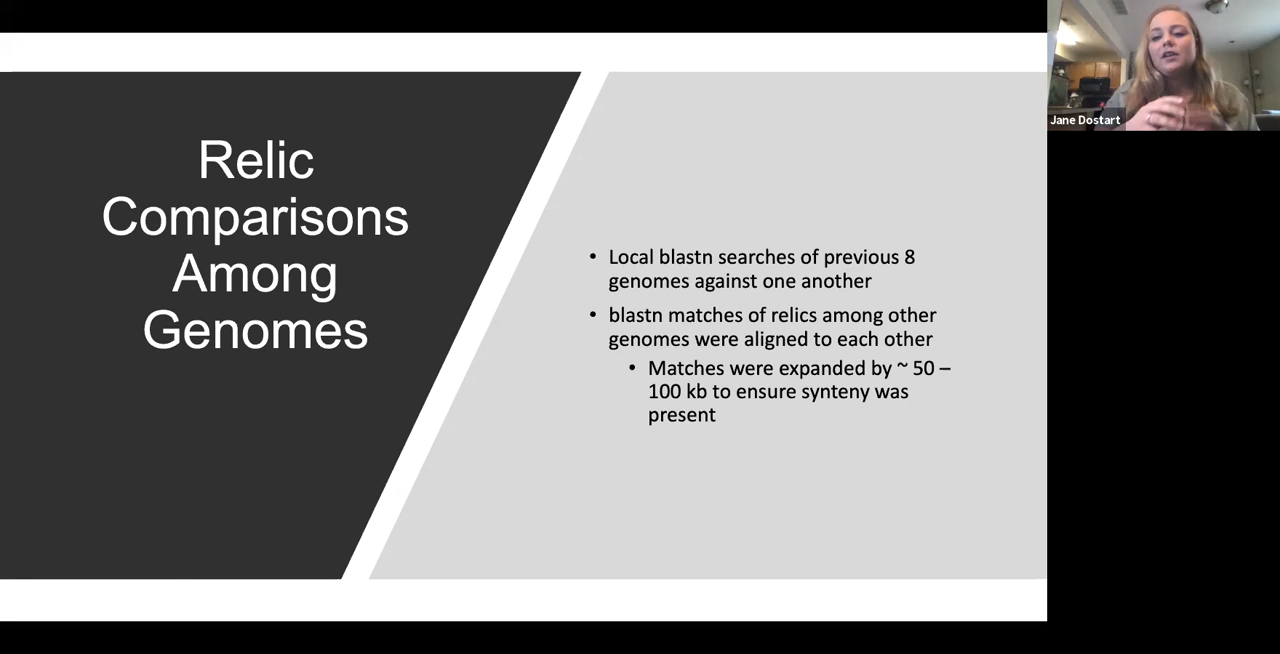 Relic
Comparisons
Among
Genomes
• Local blastn searches of previous 8
genomes against one another
• blastn matches of relics among other
genomes were aligned to each other
• Matches were expanded by ~ 50 –
100 kb to ensure synteny was
present
Jane Dostart